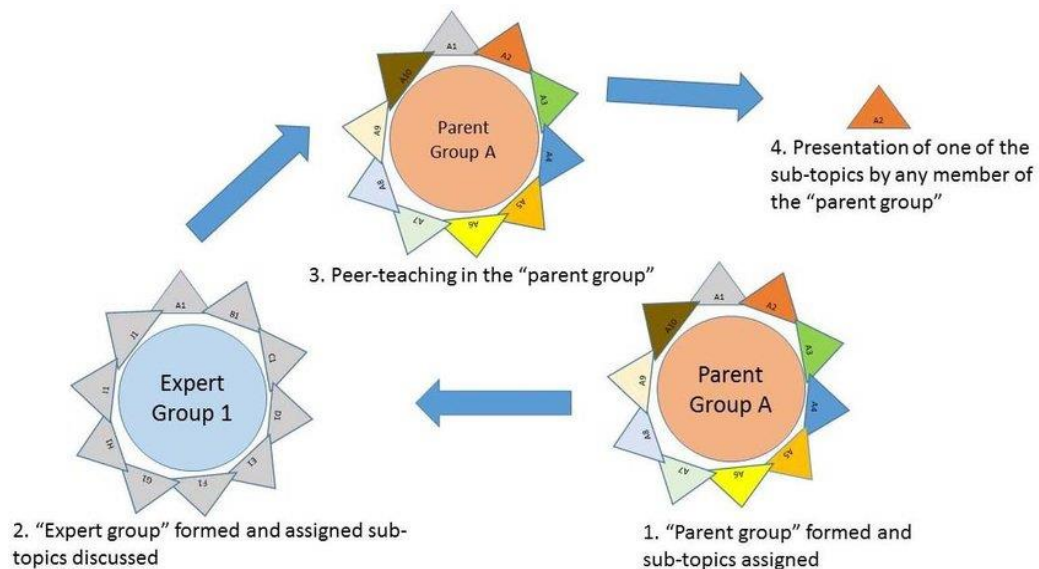 A1
A2
A3
A4
A5
A6
A7
A8
A9
A10
Parent
Group A
A2
4. Presentation of one of the
sub-topics by any member of
the “parent group”
3. Peer-teaching in the “parent group”
A1
B1
C1
D1
E1
F1
G1
H1
I1
J1
Expert
Group 1
A1
A2
A3
A4
A5
A6
A7
A8
A9
A10
Parent
Group A
2. “Expert group” formed and assigned sub-
topics discussed
1. “Parent group” formed and
sub-topics assigned